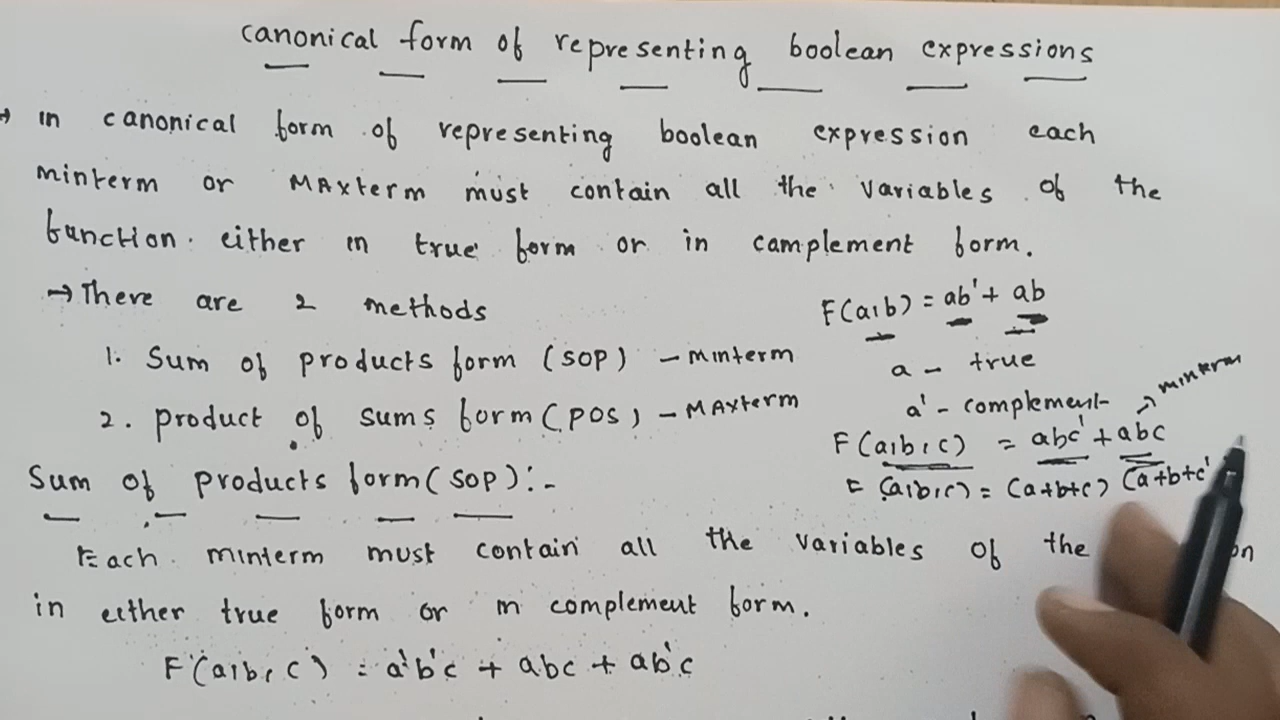 canonical form of representing boolean expressions
→ in canonical form of representing boolean expression each
minterm or MAxterm must contain all the variables of the
function. either in true form or in camplement form.
→ There are 2 methods
1. Sum of products form (SOP) - minterm
2. product of sums form (POS) - MAxterm
F(a,b) = ab' + ab
a - true
a' - complement
→ minterm
F(a,b,c) = abc' + abc
= (a,b,c) = (a+b+c) (a+b+c'
Sum of products form (SOP):-
Each minterm must contain all the variables of the
in either true form or in complement form.
F(a,b,c) = a'b'c + abc + ab'c